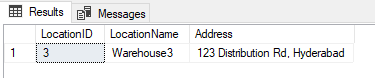 Results Messages
LocationID LocationName Address
1 3 Warehouse3 123 Distribution Rd, Hyderabad